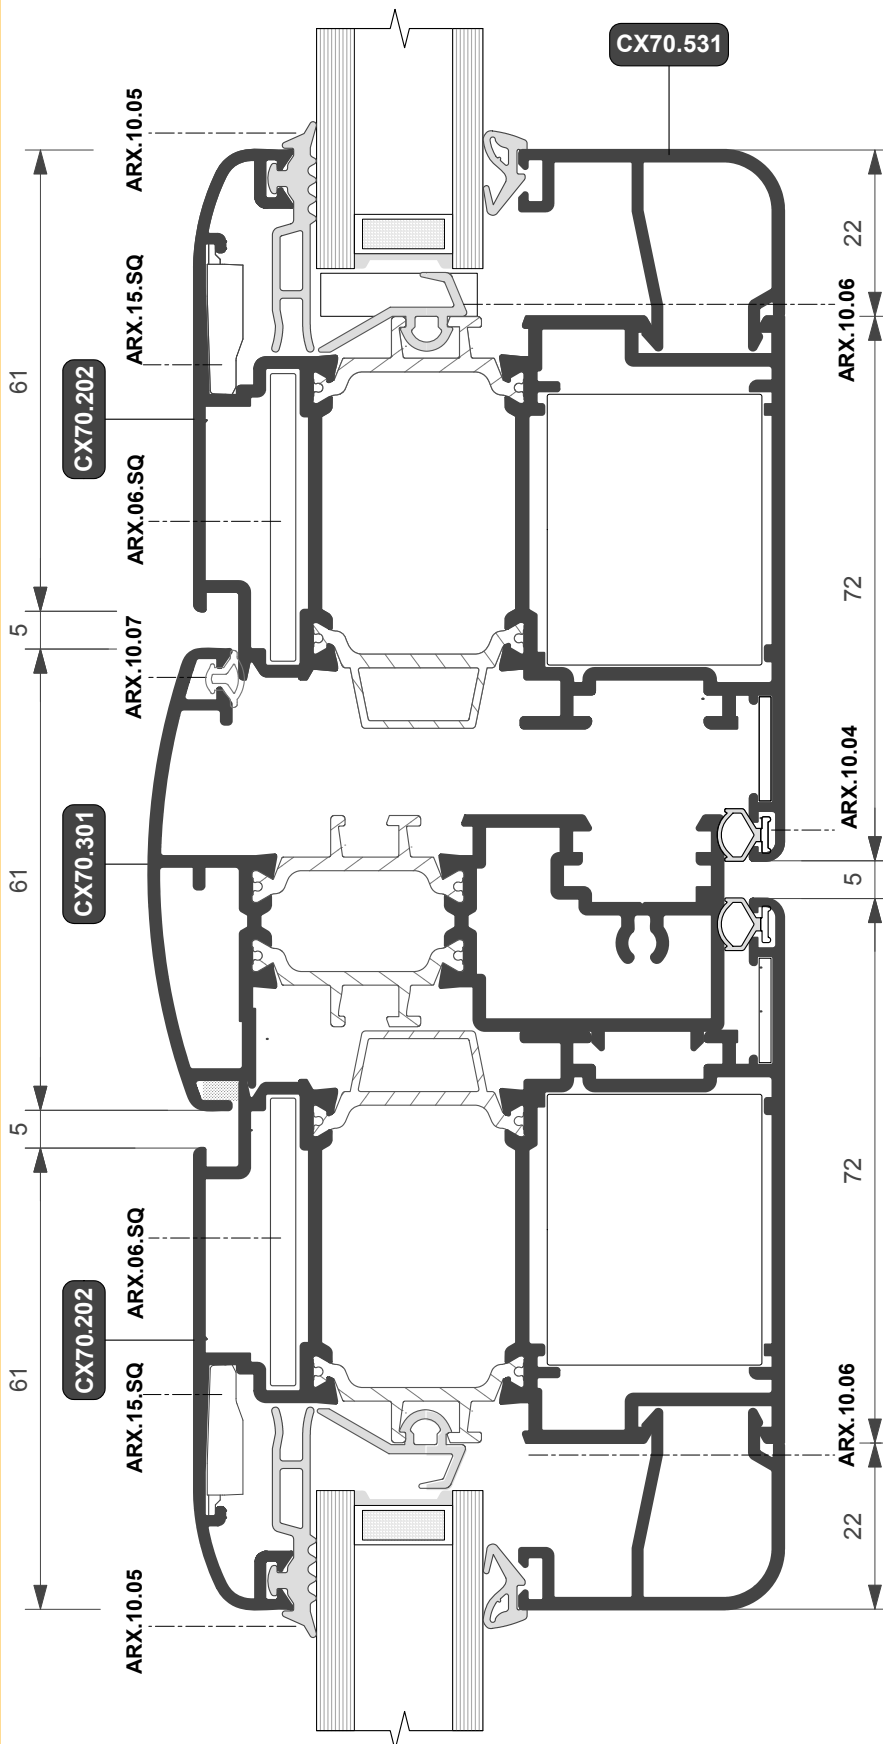 CX70.531
ARX.10.05
22
ARX.15.SQ
ARX.10.06
61
CX70.202
ARX.06.SQ
72
5
ARX.10.07
ARX.10.04
CX70.301
61
5
5
ARX.06.SQ
72
CX70.202
61
ARX.15.SQ
ARX.10.06
22
ARX.10.05